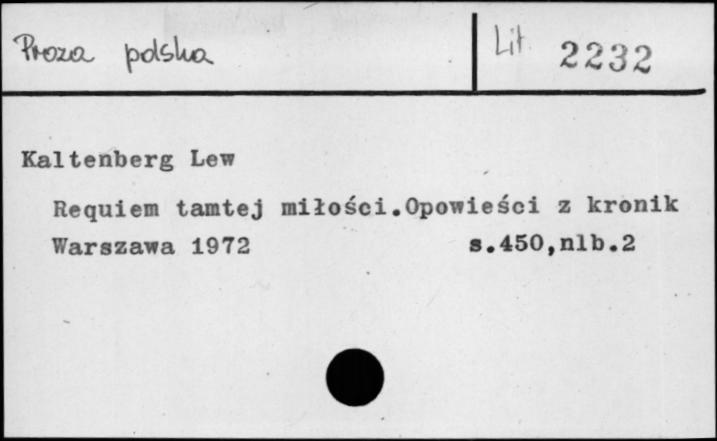 Proza polska
Lit 2232
Kaltenberg Lew
Requiem tamtej miłości.Opowieści z kronik
Warszawa 1972 s.450,nlb.2